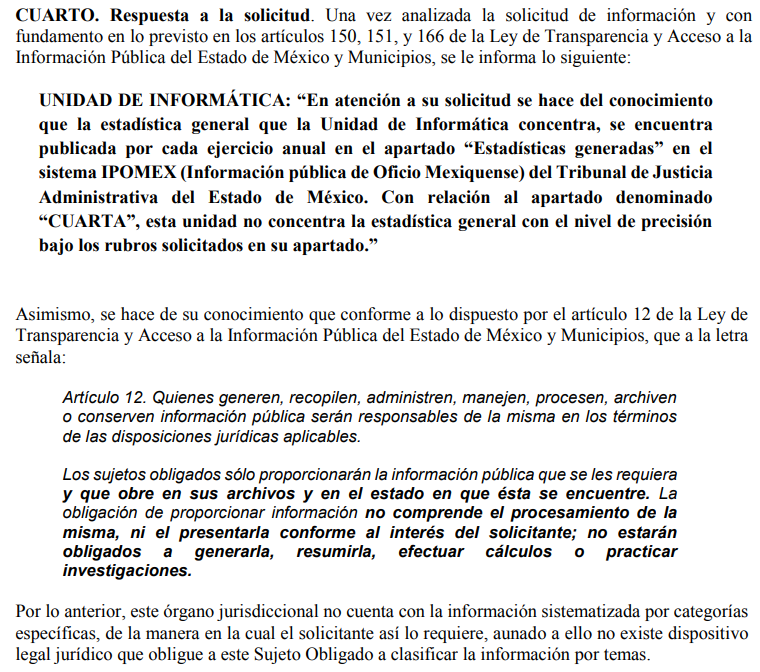 CUARTO. Respuesta a la solicitud. Una vez analizada la solicitud de información y con
fundamento en lo previsto en los artículos 150, 151, y 166 de la Ley de Transparencia y Acceso a la
Información Pública del Estado de México y Municipios, se le informa lo siguiente:
UNIDAD DE INFORMÁTICA: “En atención a su solicitud se hace del conocimiento
que la estadística general que la Unidad de Informática concentra, se encuentra
publicada por cada ejercicio anual en el apartado “Estadísticas generadas” en el
sistema IPOMEX (Información pública de Oficio Mexiquense) del Tribunal de Justicia
Administrativa del Estado de México. Con relación al apartado denominado
“CUARTA”, esta unidad no concentra la estadística general con el nivel de precisión
bajo los rubros solicitados en su apartado.”
Asimismo, se hace de su conocimiento que conforme a lo dispuesto por el artículo 12 de la Ley de
Transparencia y Acceso a la Información Pública del Estado de México y Municipios, que a la letra
señala:
Artículo 12. Quienes generen, recopilen, administren, manejen, procesen, archiven
o conserven información pública serán responsables de la misma en los términos
de las disposiciones jurídicas aplicables.
Los sujetos obligados sólo proporcionarán la información pública que se les requiera
y que obre en sus archivos y en el estado en que ésta se encuentre. La
obligación de proporcionar información no comprende el procesamiento de la
misma, ni el presentarla conforme al interés del solicitante; no estarán
obligados a generarla, resumirla, efectuar cálculos o practicar
investigaciones.
Por lo anterior, este órgano jurisdiccional no cuenta con la información sistematizada por categorías
específicas, de la manera en la cual el solicitante así lo requiere, aunado a ello no existe dispositivo
legal jurídico que obligue a este Sujeto Obligado a clasificar la información por temas.